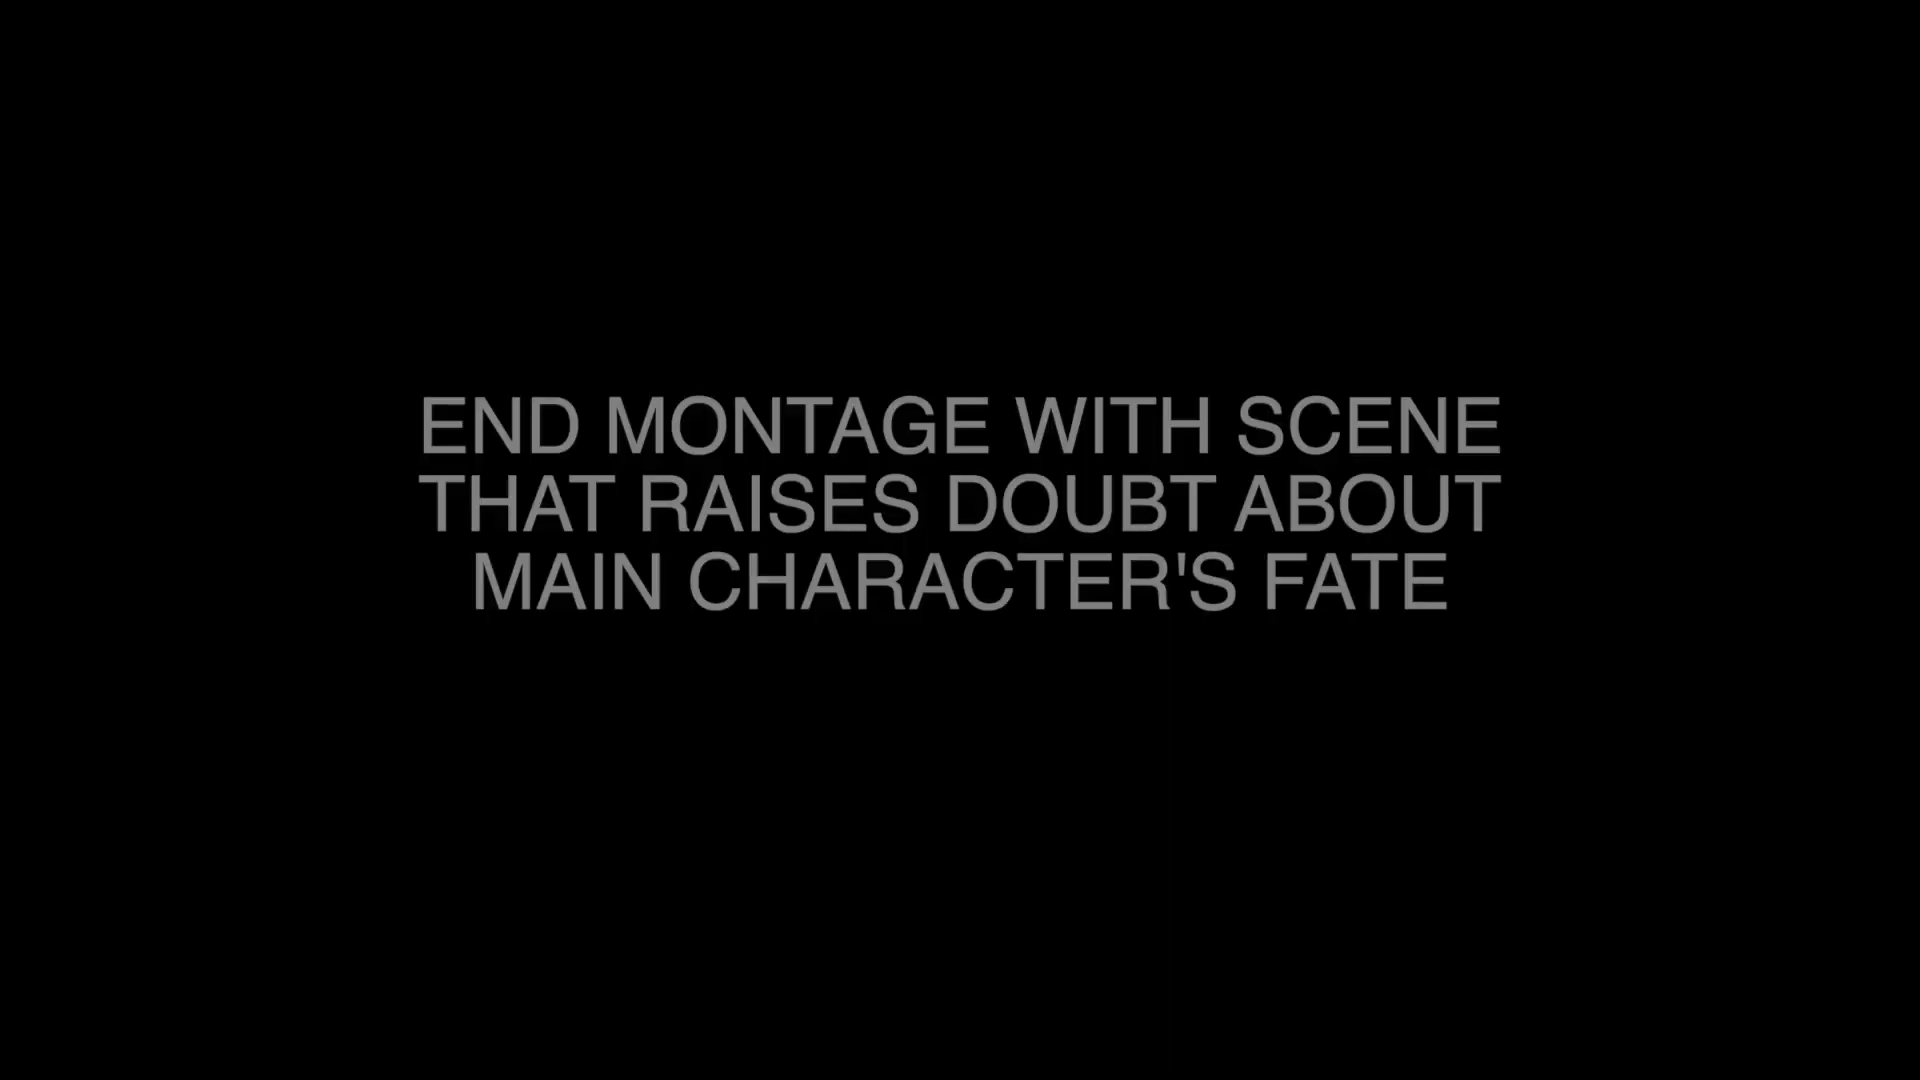 END MONTAGE WITH SCENE
THAT RAISES DOUBT ABOUT
MAIN CHARACTER'S FATE